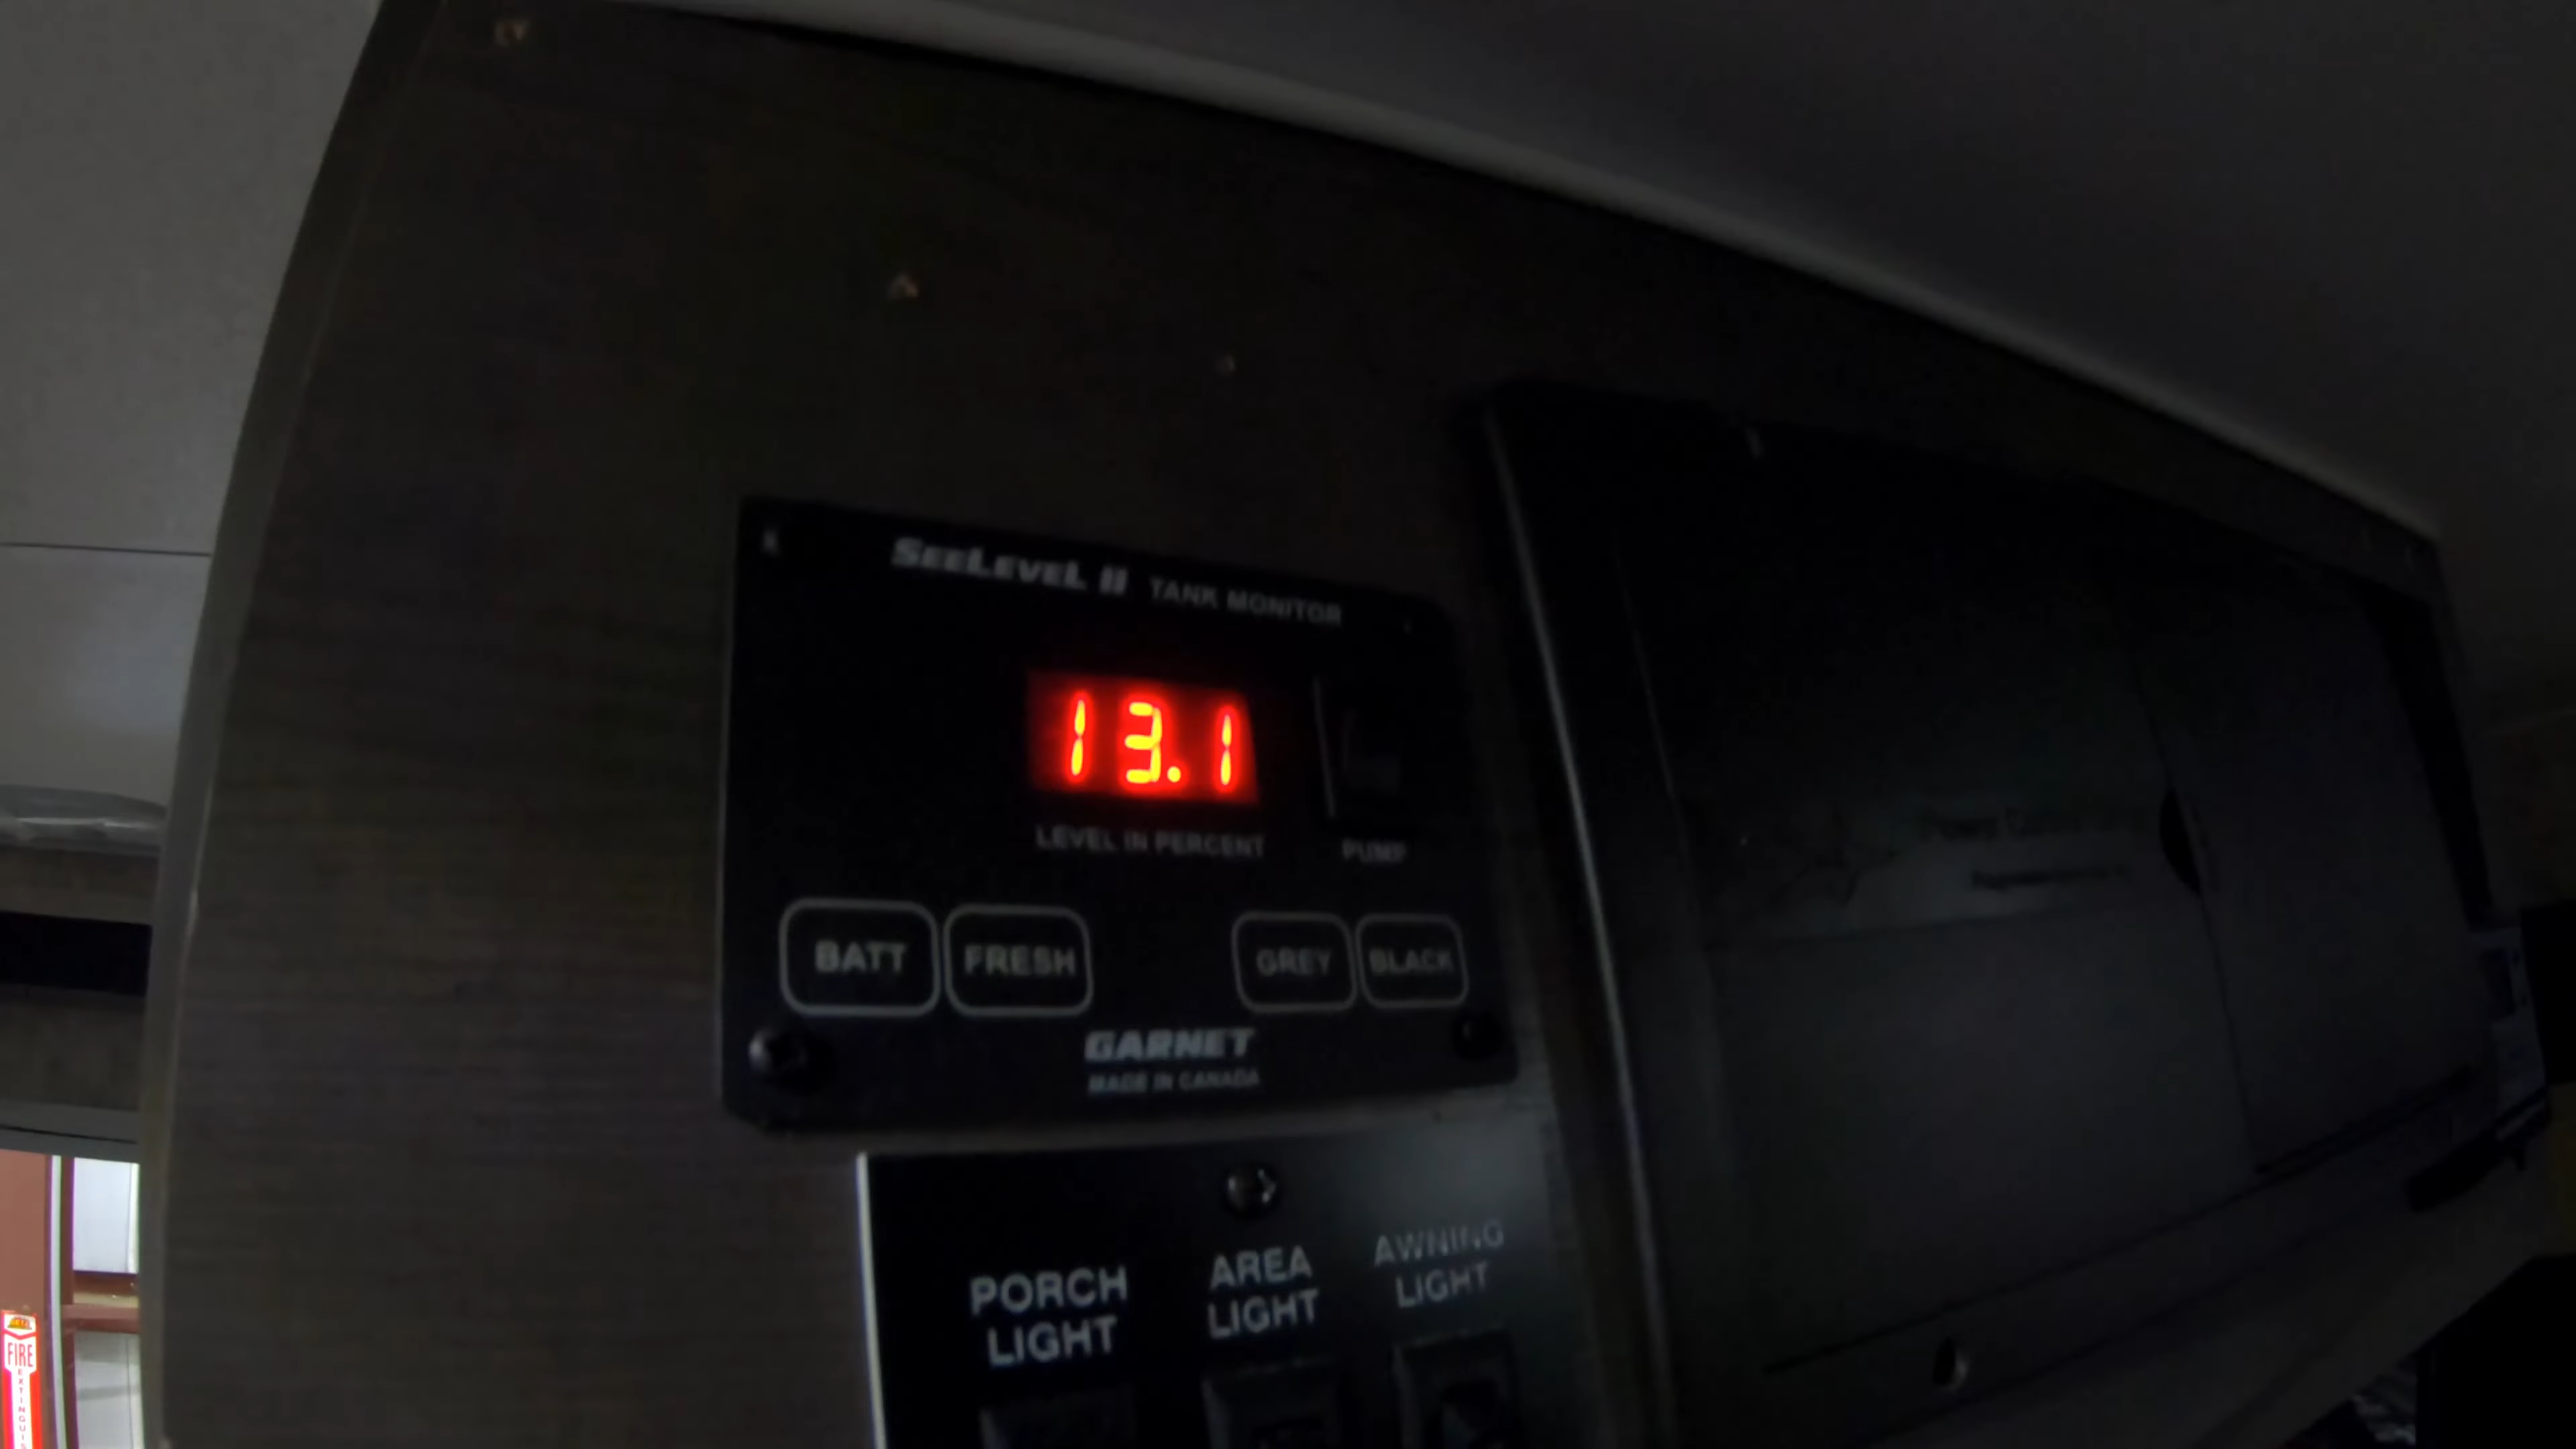 SEELEVEL II TANK MONITOR
13.1
LEVEL IN PERCENT
PUMP
BATT
FRESH
GREY
BLACK
GARNET
MADE IN CANADA
PORCH
LIGHT
AREA
LIGHT
AWNING
LIGHT
FIRE